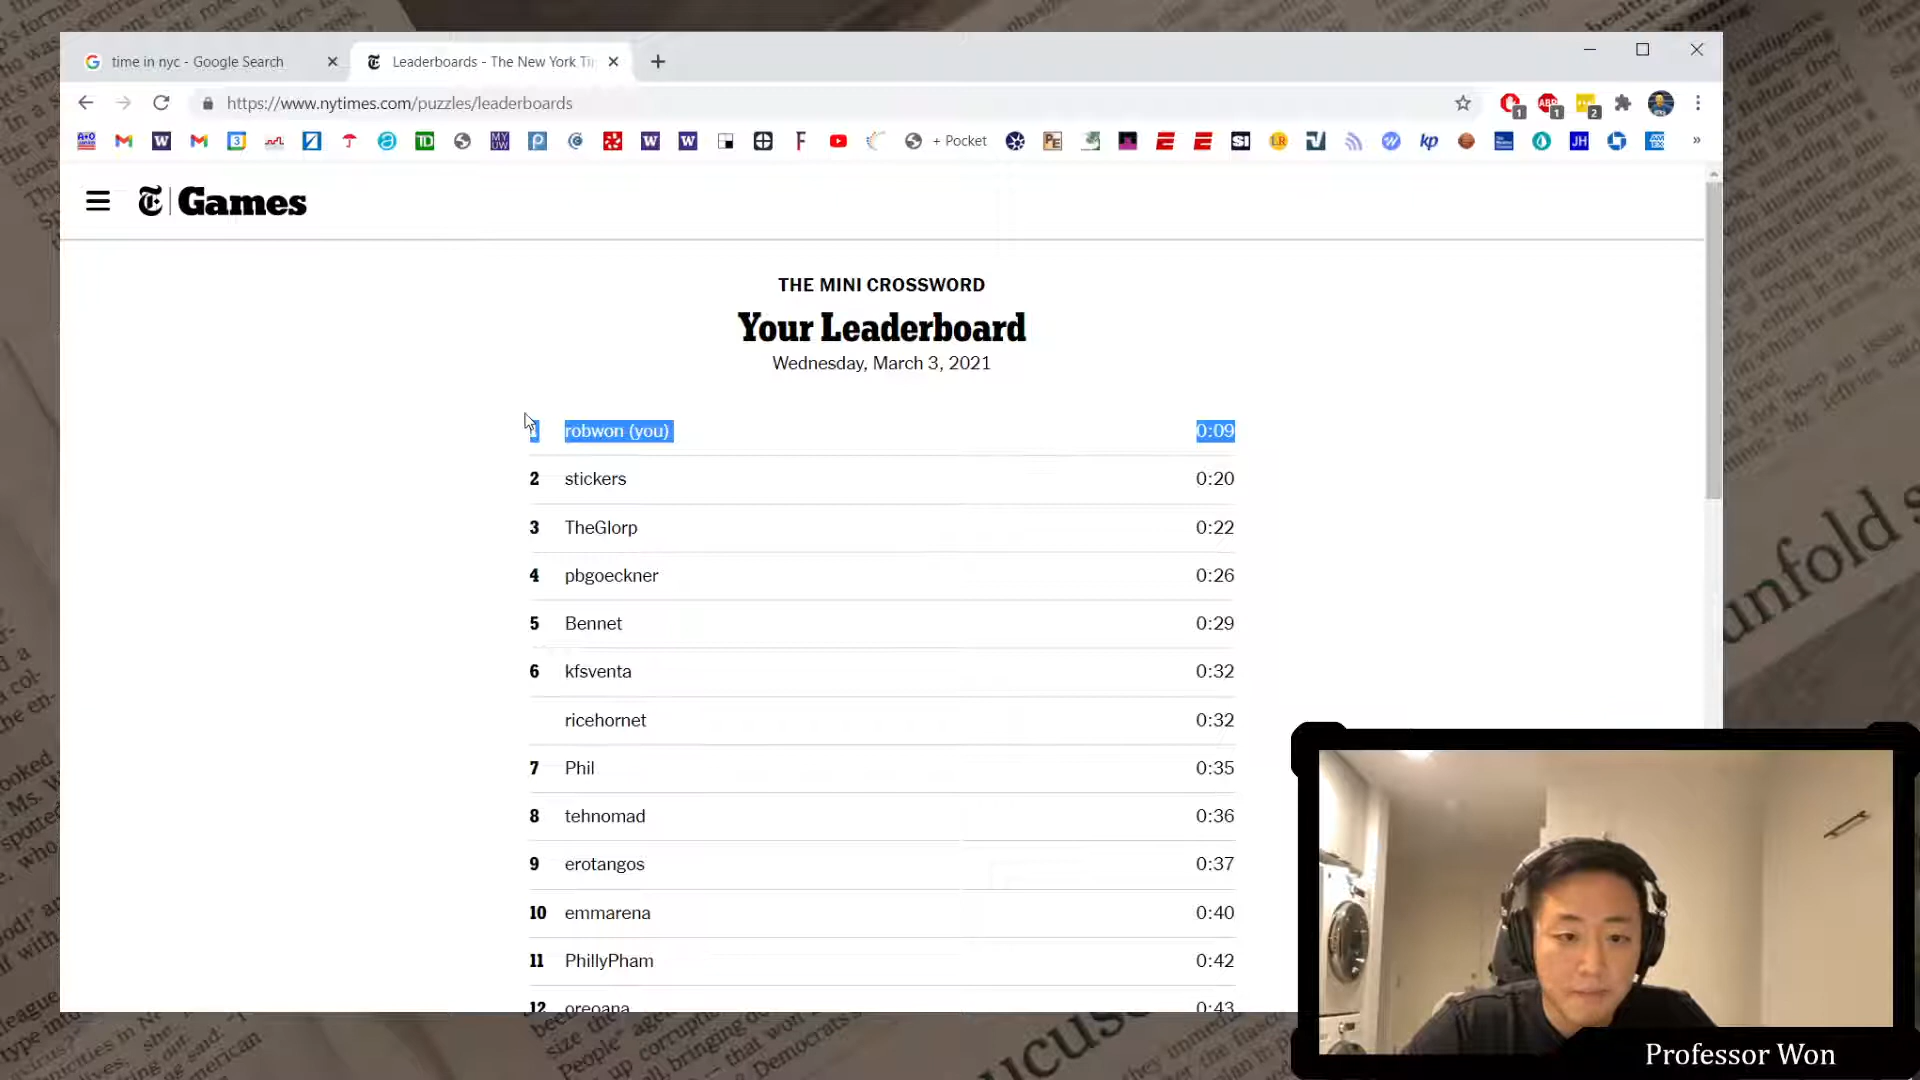 time in nyc - Google Search
Leaderboards - The New York Ti
https://www.nytimes.com/puzzles/leaderboards
+ Pocket
Games
THE MINI CROSSWORD
Your Leaderboard
Wednesday, March 3, 2021
robwon (you) 0:09
2 stickers 0:20
3 TheGlorp 0:22
4 pbgoeckner 0:26
5 Bennet 0:29
6 kfsventa 0:32
ricehornet 0:32
7 Phil 0:35
8 tehnomad 0:36
9 erotangos 0:37
10 emmarena 0:40
11 PhillyPham 0:42
12 oreoana 0:43
unfold s
Professor Won